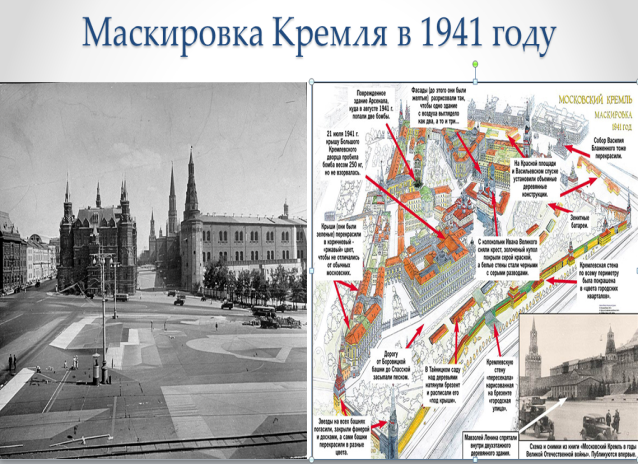 Маскировка Кремля в 1941 году
МОСКОВСКИЙ КРЕМЛЬ
МАСКИРОВКА
1941 ГОД
Поврежденное
здание Арсенала,
куда в августе 1941 г.
попали две бомбы.
Фасады (до этого они были
желтые) разрисовали так,
чтобы одно здание
с воздуха выглядело
как два, а то и три...
21 июля 1941 г.
крышу Большого
Кремлевского
дворца пробила
бомба весом 250 кг,
но не взорвалась.
Собор Василия
Блаженного тоже
перекрасили.
На Красной площади
и Васильевском спуске
установили объемные
деревянные
конструкции.
Зенитные
батареи.
Крыши (они были
зеленые) перекрасили
в коричневый -
«ржавый» цвет,
чтобы не отличались
от обычных
московских.
С колокольни Ивана Великого
сняли крест, золоченый купол
покрыли серой краской,
а белые стены стали черными
с серыми разводами.
Кремлевская стена
по всему периметру
была покрашена
в «цвета городских
кварталов».
Дорогу
от Боровицкой
башни до Спасской
засыпали песком.
В Тайницком саду
над деревьями
натянули брезент
и расписали его
«под крыши».
Кремлевскую
стену
«пересекала»
нарисованная
на брезенте
«городская
улица».
Звезды на всех башнях
погасили, закрыли фанерой
и досками, а сами башни
перекрасили в разные
цвета.
Мавзолей Ленина спрятали
внутри двухэтажного
деревянного здания.
Схема и снимки из книги «Московский Кремль в годы
Великой Отечественной войны». Публикуются впервые.